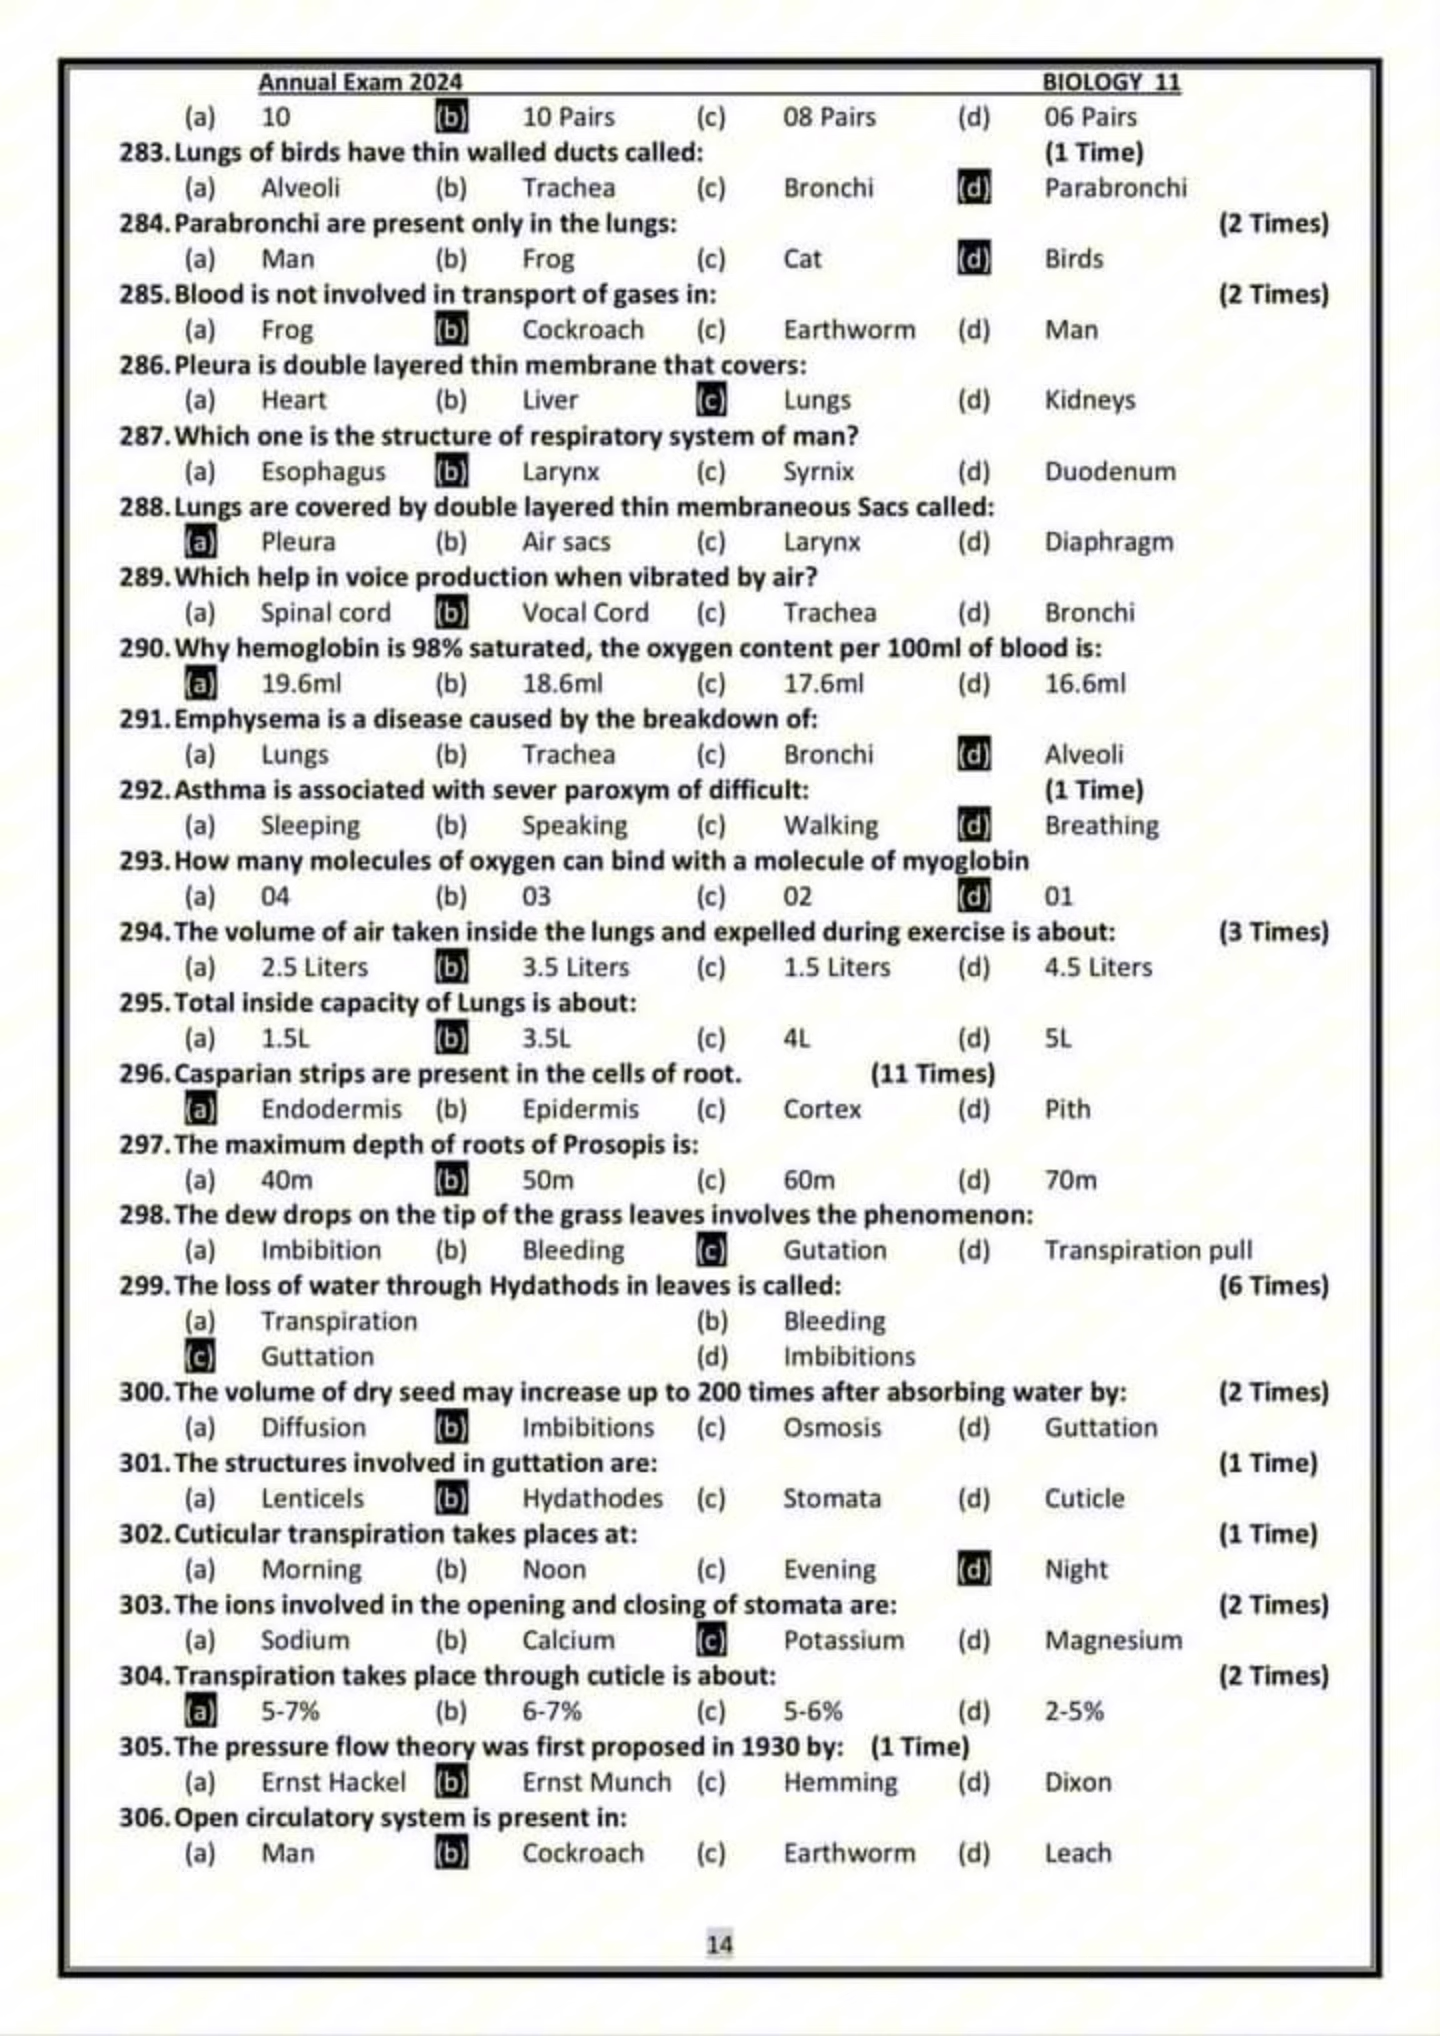 Annual Exam 2024 BIOLOGY 11
(a) 10 (b) 10 Pairs (c) 08 Pairs (d) 06 Pairs
283. Lungs of birds have thin walled ducts called: (1 Time)
(a) Alveoli (b) Trachea (c) Bronchi (d) Parabronchi
284. Parabronchi are present only in the lungs: (2 Times)
(a) Man (b) Frog (c) Cat (d) Birds
285. Blood is not involved in transport of gases in: (2 Times)
(a) Frog (b) Cockroach (c) Earthworm (d) Man
286. Pleura is double layered thin membrane that covers:
(a) Heart (b) Liver (c) Lungs (d) Kidneys
287. Which one is the structure of respiratory system of man?
(a) Esophagus (b) Larynx (c) Syrnix (d) Duodenum
288. Lungs are covered by double layered thin membraneous Sacs called:
(a) Pleura (b) Air sacs (c) Larynx (d) Diaphragm
289. Which help in voice production when vibrated by air?
(a) Spinal cord (b) Vocal Cord (c) Trachea (d) Bronchi
290. Why hemoglobin is 98% saturated, the oxygen content per 100ml of blood is:
(a) 19.6ml (b) 18.6ml (c) 17.6ml (d) 16.6ml
291. Emphysema is a disease caused by the breakdown of:
(a) Lungs (b) Trachea (c) Bronchi (d) Alveoli
292. Asthma is associated with sever paroxym of difficult: (1 Time)
(a) Sleeping (b) Speaking (c) Walking (d) Breathing
293. How many molecules of oxygen can bind with a molecule of myoglobin
(a) 04 (b) 03 (c) 02 (d) 01
294. The volume of air taken inside the lungs and expelled during exercise is about: (3 Times)
(a) 2.5 Liters (b) 3.5 Liters (c) 1.5 Liters (d) 4.5 Liters
295. Total inside capacity of Lungs is about:
(a) 1.5L (b) 3.5L (c) 4L (d) 5L
296. Casparian strips are present in the cells of root. (11 Times)
(a) Endodermis (b) Epidermis (c) Cortex (d) Pith
297. The maximum depth of roots of Prosopis is:
(a) 40m (b) 50m (c) 60m (d) 70m
298. The dew drops on the tip of the grass leaves involves the phenomenon:
(a) Imbibition (b) Bleeding (c) Gutation (d) Transpiration pull
299. The loss of water through Hydathods in leaves is called: (6 Times)
(a) Transpiration (b) Bleeding
(c) Guttation (d) Imbibitions
300. The volume of dry seed may increase up to 200 times after absorbing water by: (2 Times)
(a) Diffusion (b) Imbibitions (c) Osmosis (d) Guttation
301. The structures involved in guttation are: (1 Time)
(a) Lenticels (b) Hydathodes (c) Stomata (d) Cuticle
302. Cuticular transpiration takes places at: (1 Time)
(a) Morning (b) Noon (c) Evening (d) Night
303. The ions involved in the opening and closing of stomata are: (2 Times)
(a) Sodium (b) Calcium (c) Potassium (d) Magnesium
304. Transpiration takes place through cuticle is about: (2 Times)
(a) 5-7% (b) 6-7% (c) 5-6% (d) 2-5%
305. The pressure flow theory was first proposed in 1930 by: (1 Time)
(a) Ernst Hackel (b) Ernst Munch (c) Hemming (d) Dixon
306. Open circulatory system is present in:
(a) Man (b) Cockroach (c) Earthworm (d) Leach
14